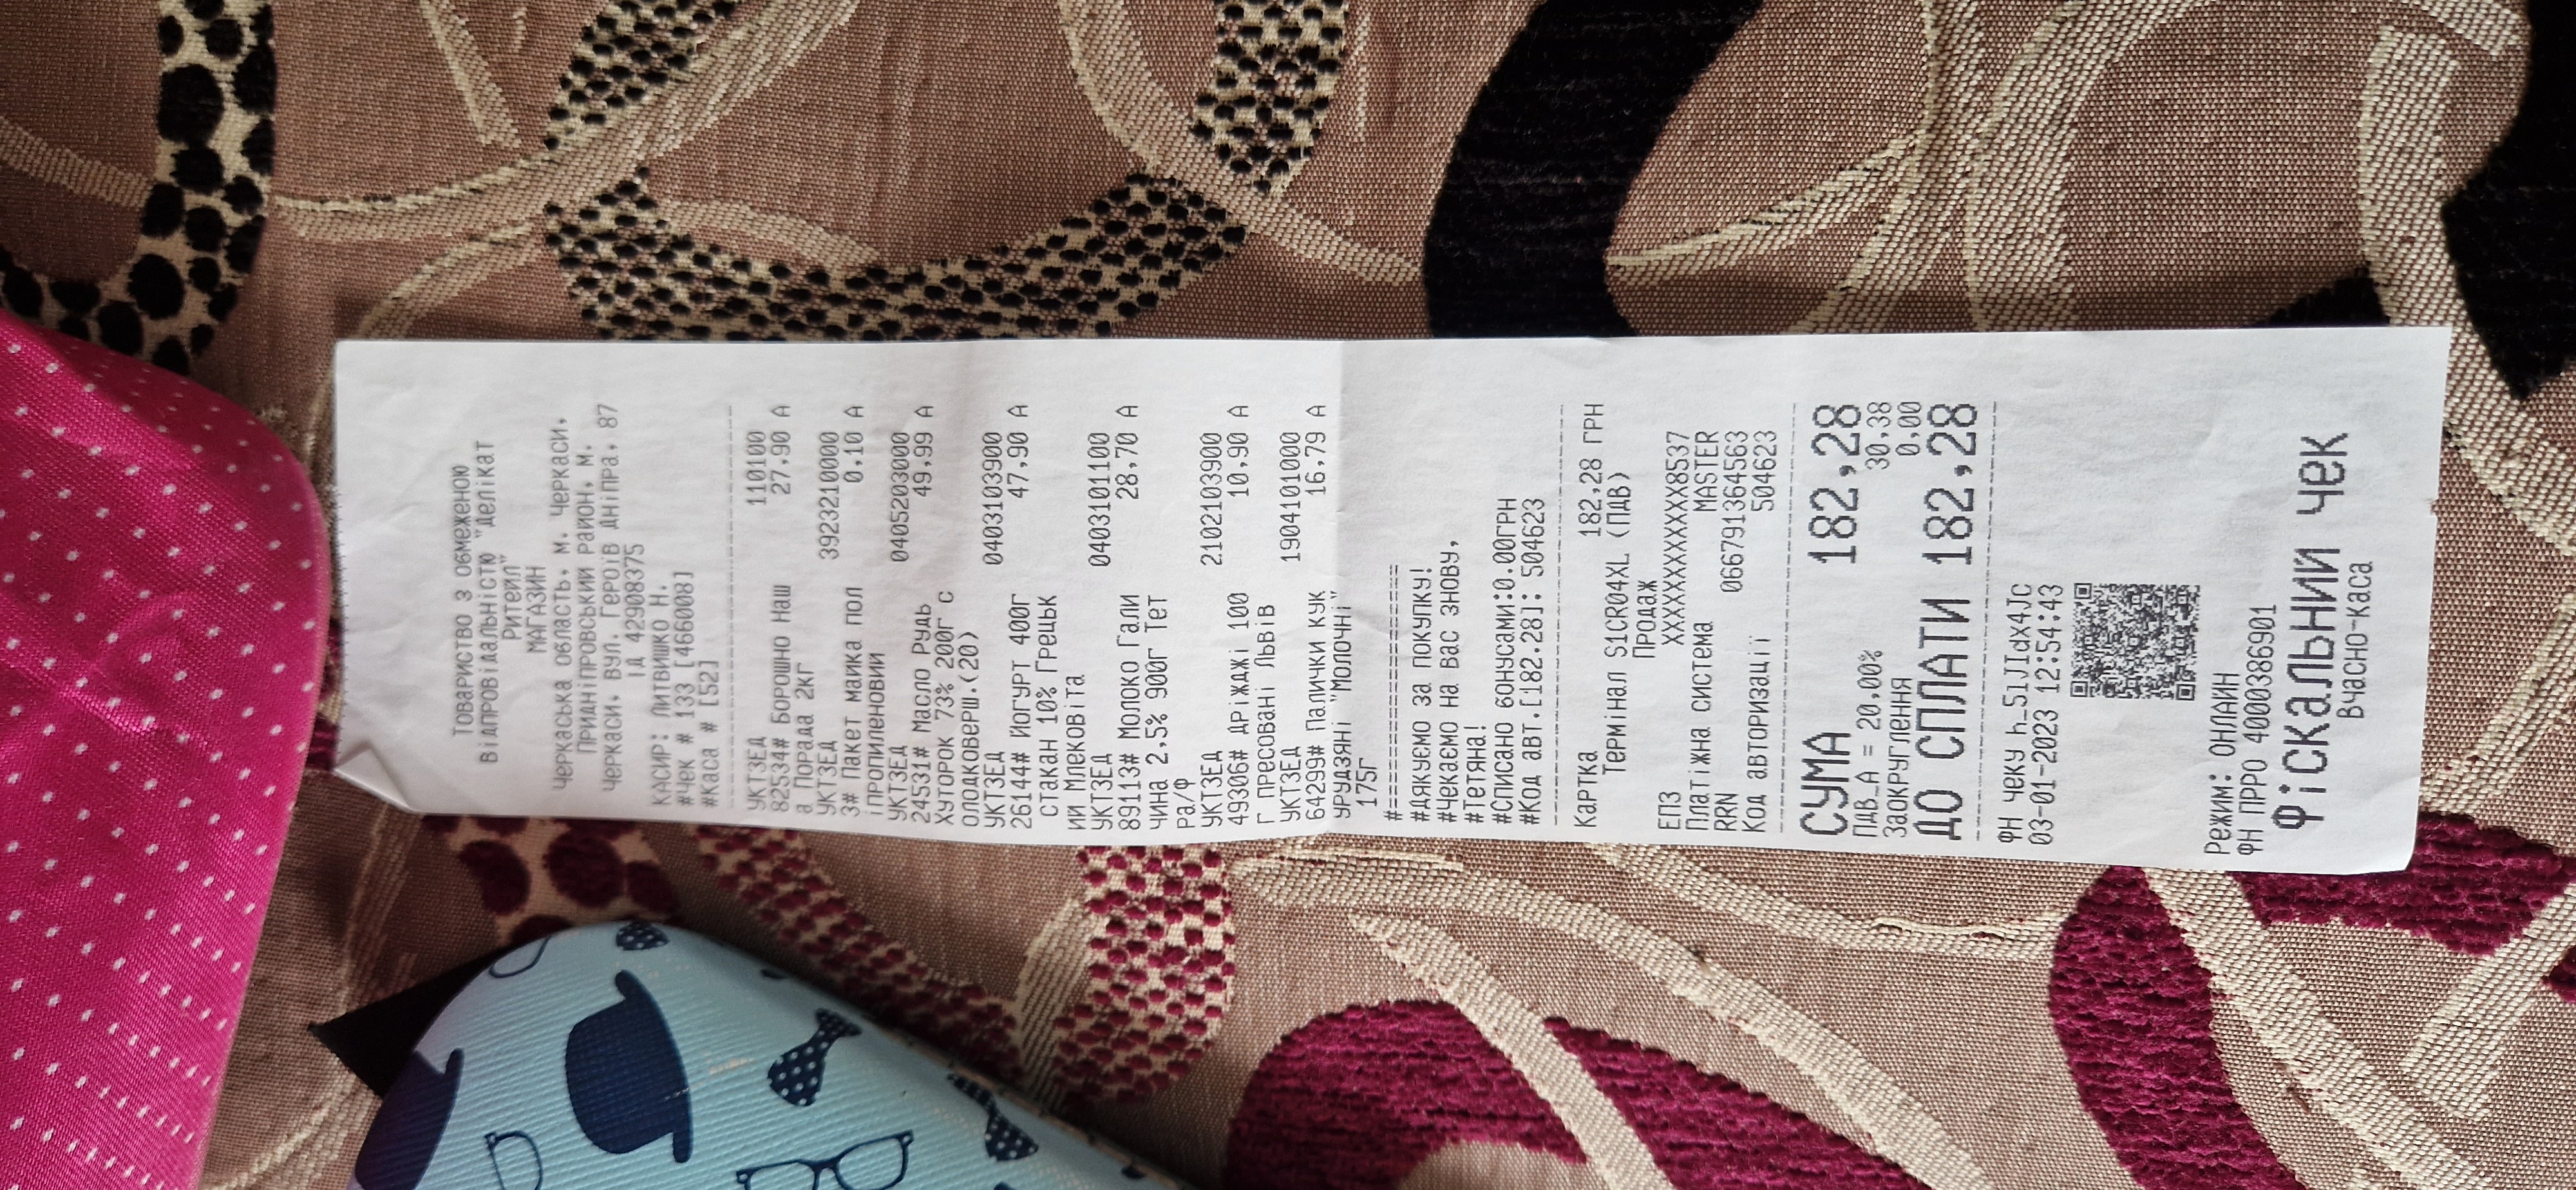 ТОВАРИСТВО З ОБМЕЖЕНОЮ
ВІДПРОВІДАЛЬНІСТЮ "ДЕЛІКАТ
РИТЕЙЛ"
МАГАЗИН
ЧЕРКАСЬКА ОБЛАСТЬ, М. ЧЕРКАСИ,
ПРИДНІПРОВСЬКИЙ РАЙОН, М.
ЧЕРКАСИ, ВУЛ. ГЕРОЇВ ДНІПРА, 87
ІД 42908375
КАСИР: ЛИТВИШКО Н.
#Чек # 133 [466008]
#Каса # [52]
УКТЗЕД 110100
82534# Борошно Наш 27,90 А
а Порада 2КГ
УКТЗЕД 3923210000
3# Пакет майка пол 0,10 А
іпропиленовий
УКТЗЕД 0405203000
24531# Масло Рудь 49,99 А
Хуторок 73% 200г с
олодковерш.(20)
УКТЗЕД 0403103900
26144# Йогурт 400г 47,90 А
стакан 10% Грецьк
ий Млековіта
УКТЗЕД 0403101100
89113# Молоко Гали 28,70 А
чина 2,5% 900г Тет
ра/Ф
УКТЗЕД 2102103900
49306# Дріжджі 100 10,90 А
г пресовані Львів
УКТЗЕД 1904101000
64299# Палички кук 16,79 А
урудзяні "Молочні"
175г
#==========================
#ДЯКУЄМО ЗА ПОКУПКУ!
#ЧЕКАЄМО НА ВАС ЗНОВУ,
#Тетяна!
#Списано бонусами:0.00ГРН
#Код авт.[182.28]: 504623
Картка 182,28 ГРН
Термінал S1CR04XL (ПДВ)
Продаж
ЕПЗ XXXXXXXXXXXX8537
Платіжна система MASTER
RRN 066791364563
Код авторизації 504623
СУМА 182,28
ПДВ_А = 20,00% 30,38
Заокруглення 0,00
ДО СПЛАТИ 182,28
ФН чеку h_5lJIdx4JC
03-01-2023 12:54:43
Режим: ОНЛАЙН
ФН ПРРО 4000386901
Фіскальний чек
Вчасно-каса